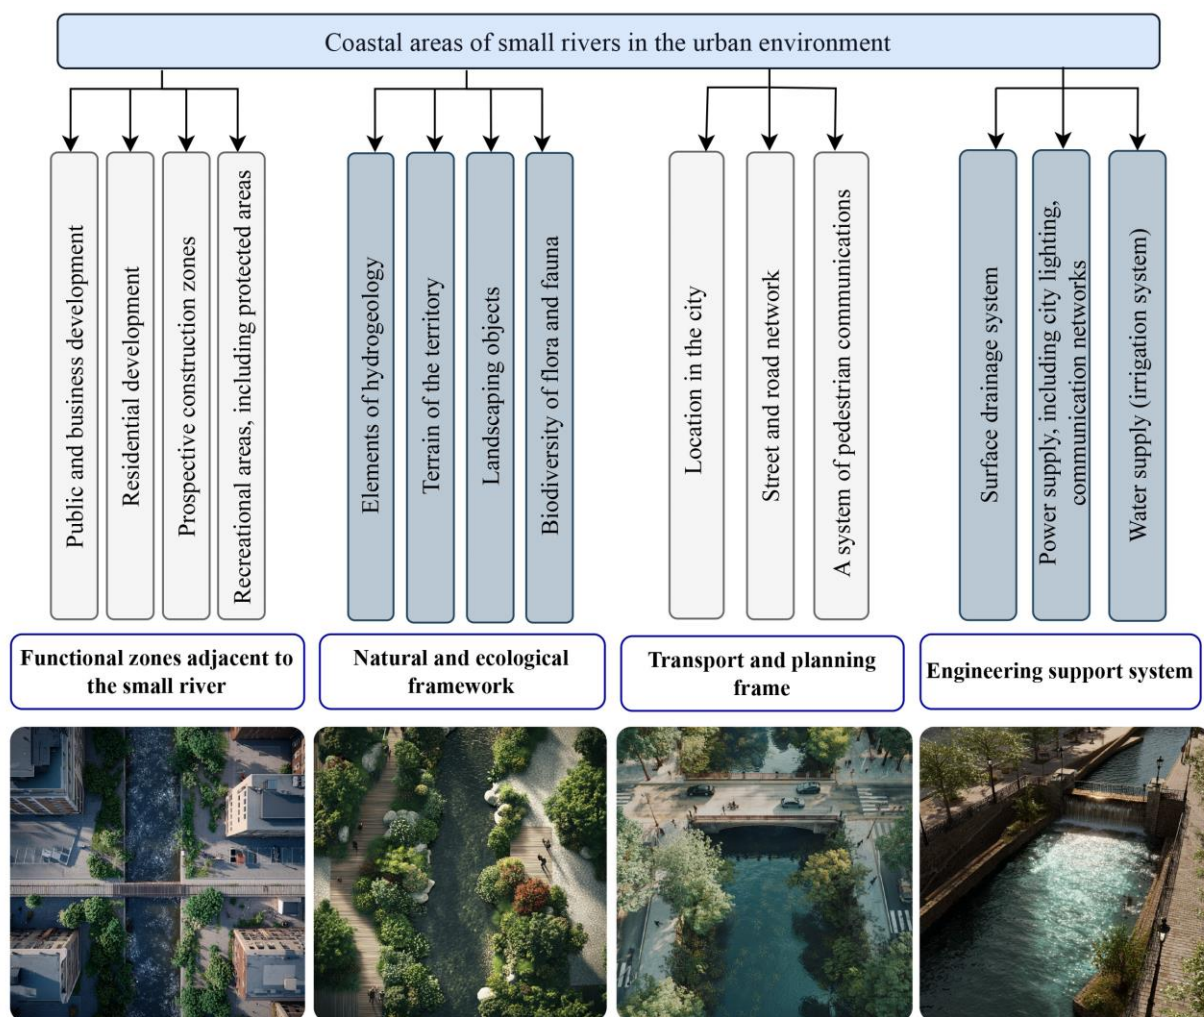 Coastal areas of small rivers in the urban environment
Public and business development
Residential development
Prospective construction zones
Recreational areas, including protected areas
Elements of hydrogeology
Terrain of the territory
Landscaping objects
Biodiversity of flora and fauna
Location in the city
Street and road network
A system of pedestrian communications
Surface drainage system
Power supply, including city lighting,
communication networks
Water supply (irrigation system)
Functional zones adjacent to
the small river
Natural and ecological
framework
Transport and planning
frame
Engineering support system